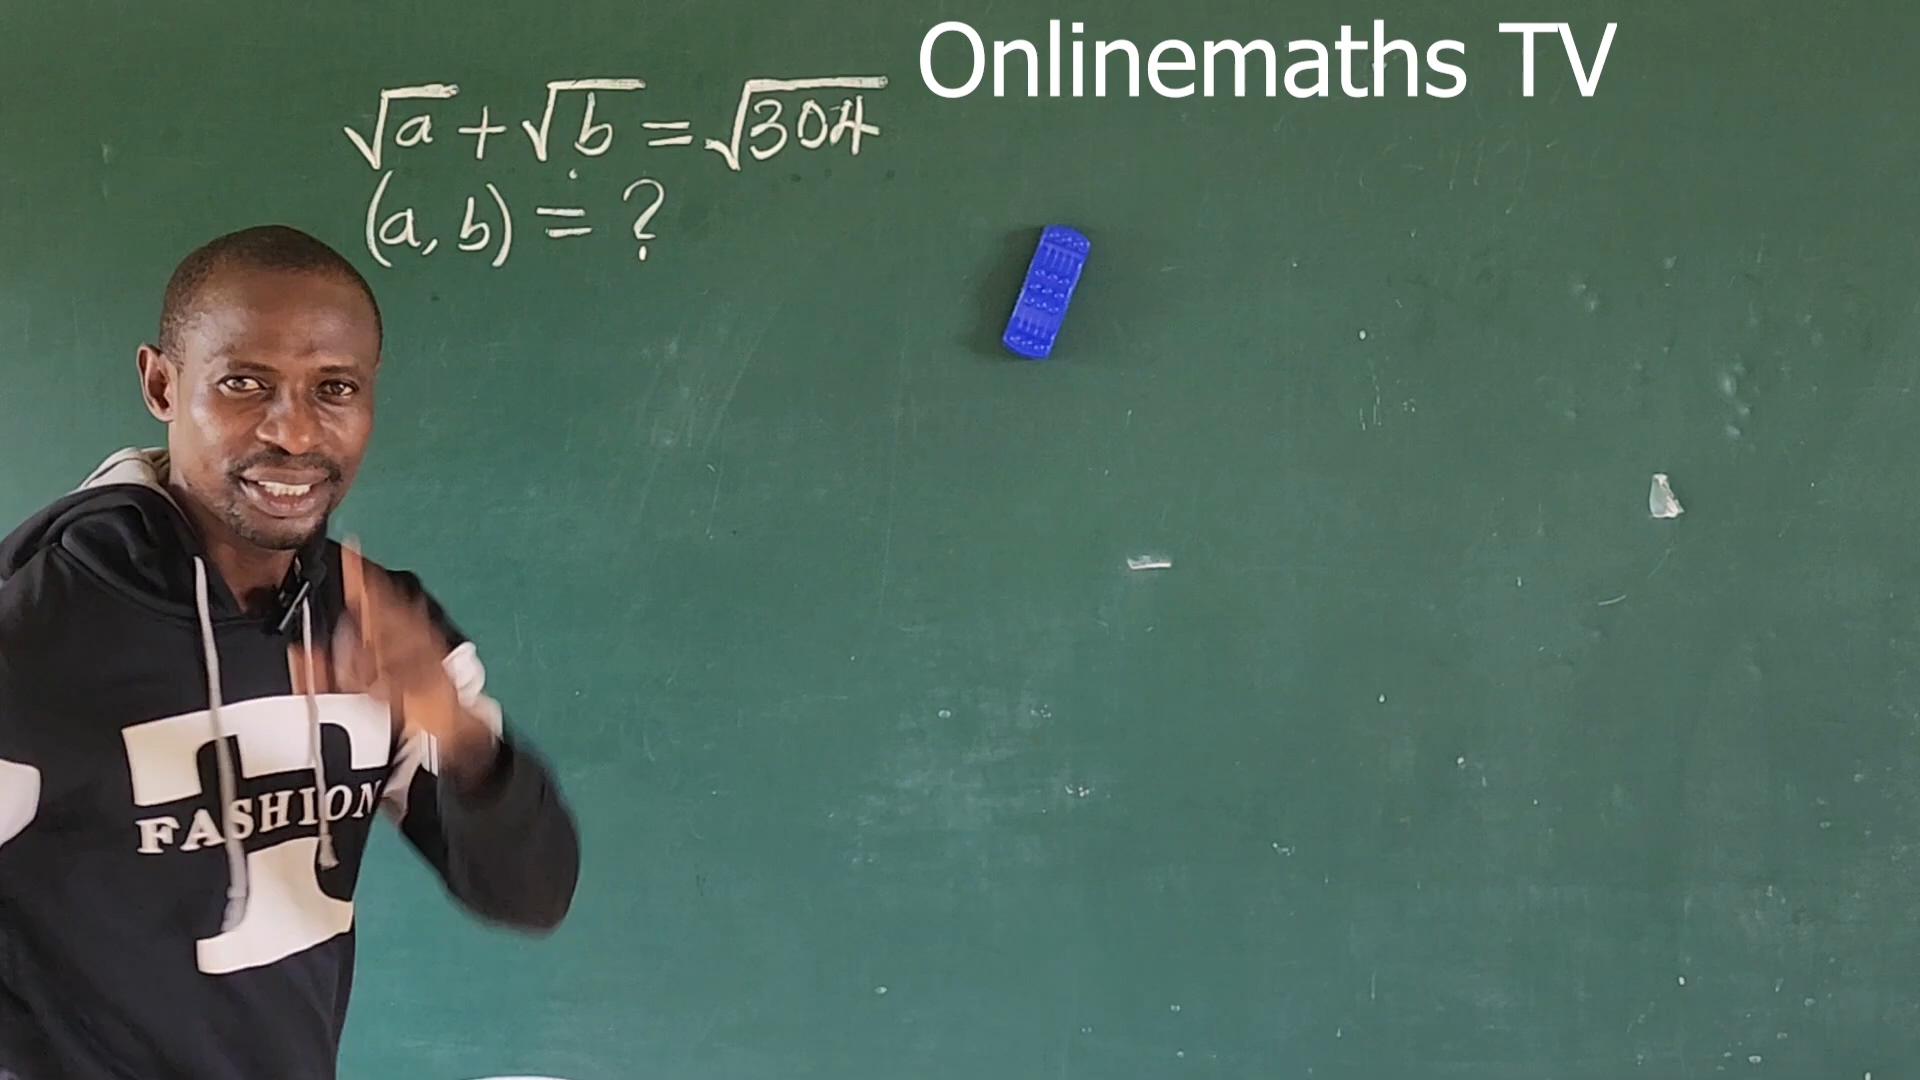 Onlinemaths TV
√a + √b = √304
(a, b) = ?
T
FASHION